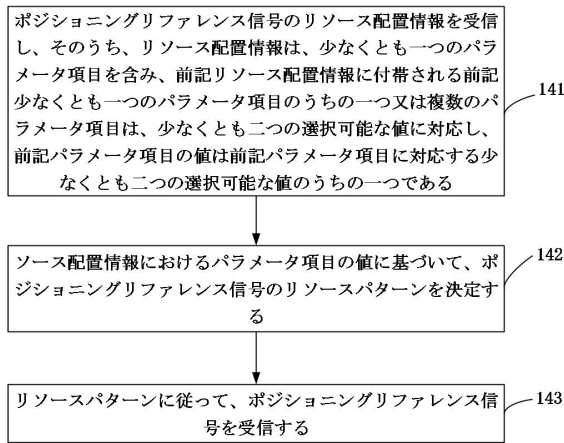 ポジショニングリファレンス信号のリソース配置情報を受信
し、そのうち、リソース配置情報は、少なくとも一つのパラ
メータ項目を含み、前記リソース配置情報に付帯される前記
少なくとも一つのパラメータ項目のうちの一つ又は複数のパ
ラメータ項目は、少なくとも二つの選択可能な値に対応し、
前記パラメータ項目の値は前記パラメータ項目に対応する少
なくとも二つの選択可能な値のうちの一つである
141
ソース配置情報におけるパラメータ項目の値に基づいて、ポ
ジショニングリファレンス信号のリソースパターンを決定す
る
142
リソースパターンに従って、ポジショニングリファレンス信
号を受信する
143